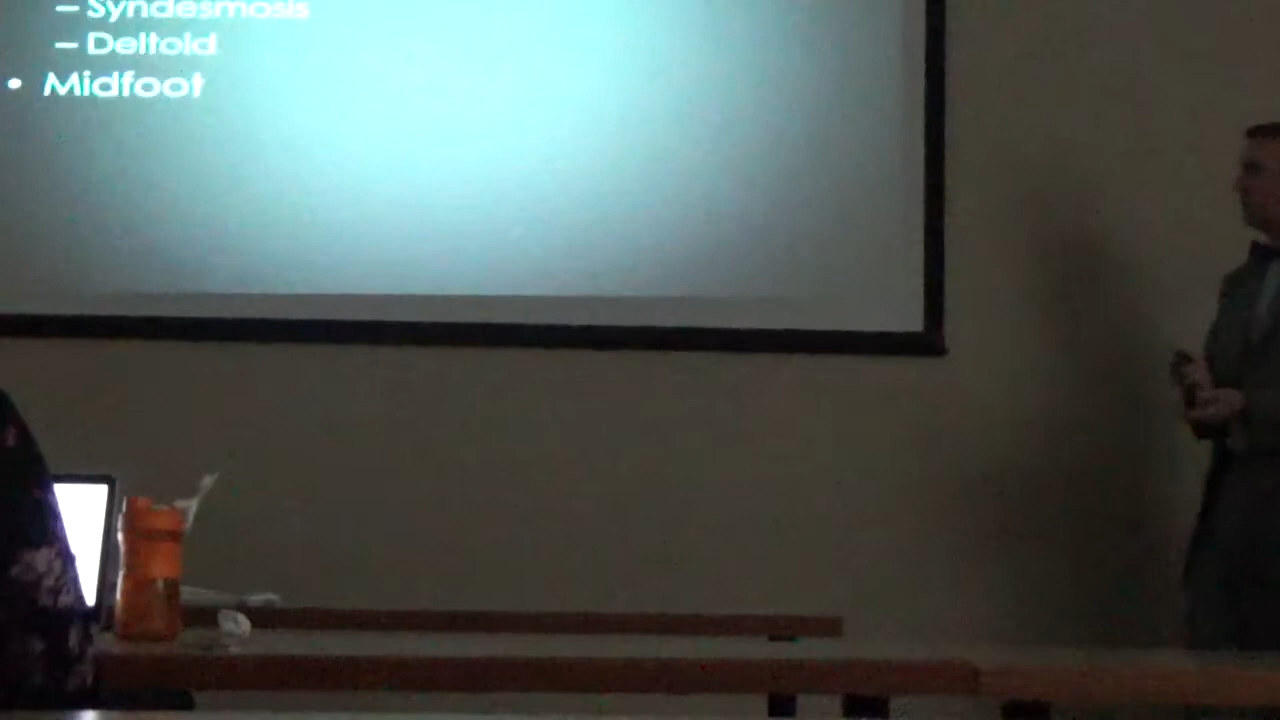 – Syndesmosis
– Deltoid
• Midfoot